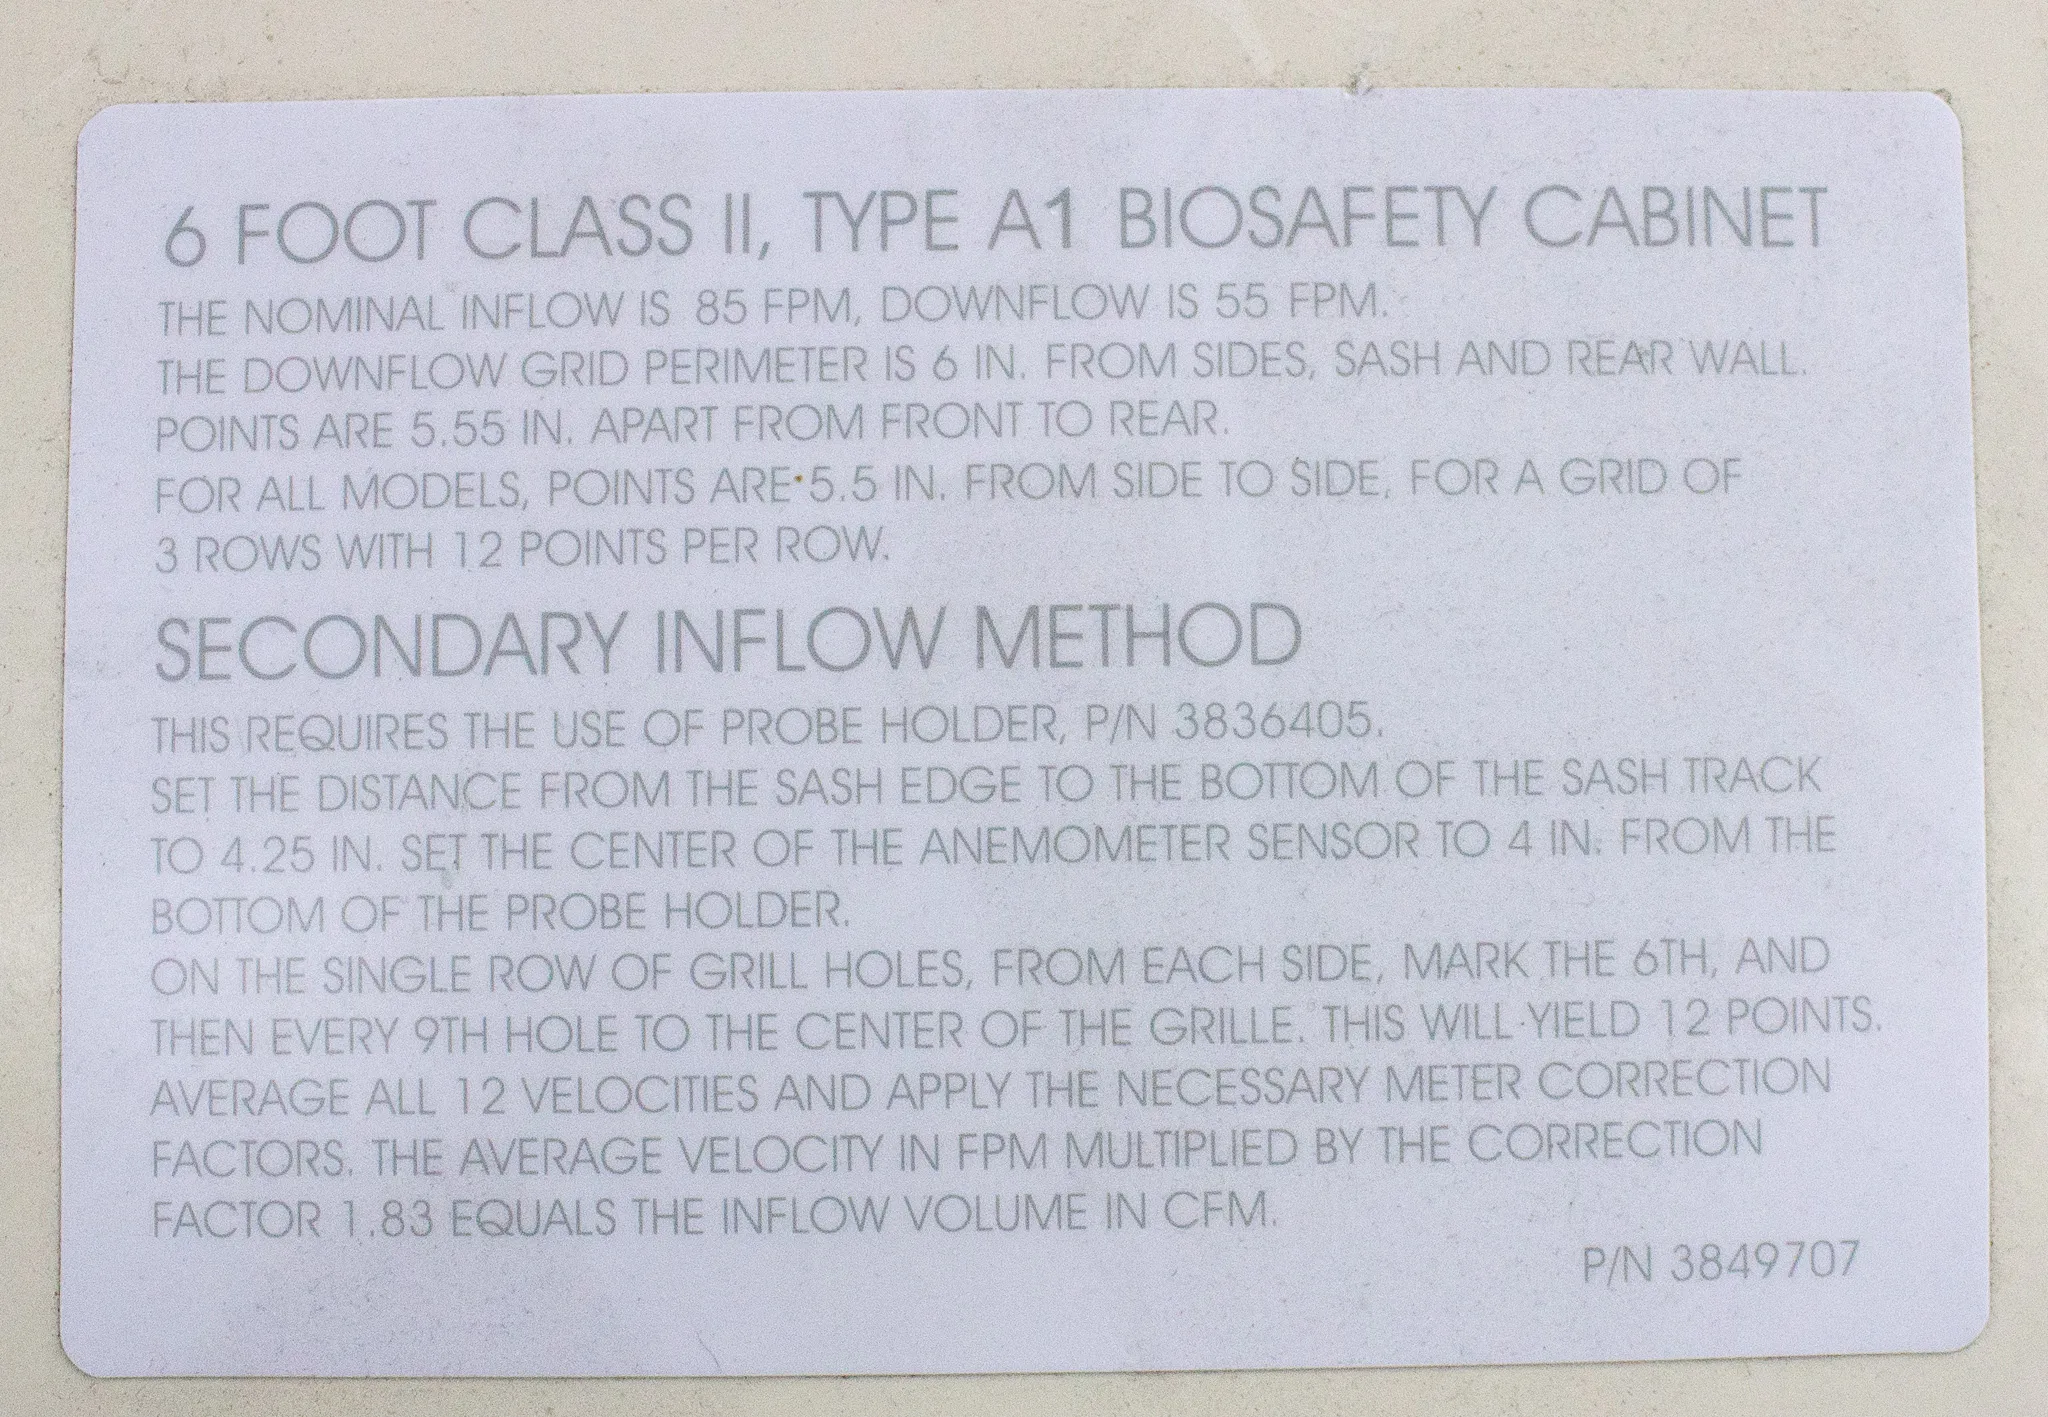 6 FOOT CLASS II, TYPE A1 BIOSAFETY CABINET
THE NOMINAL INFLOW IS 85 FPM, DOWNFLOW IS 55 FPM.
THE DOWNFLOW GRID PERIMETER IS 6 IN. FROM SIDES, SASH AND REAR WALL.
POINTS ARE 5.55 IN. APART FROM FRONT TO REAR.
FOR ALL MODELS, POINTS ARE 5.5 IN. FROM SIDE TO SIDE, FOR A GRID OF
3 ROWS WITH 12 POINTS PER ROW.
SECONDARY INFLOW METHOD
THIS REQUIRES THE USE OF PROBE HOLDER, P/N 3836405.
SET THE DISTANCE FROM THE SASH EDGE TO THE BOTTOM OF THE SASH TRACK
TO 4.25 IN. SET THE CENTER OF THE ANEMOMETER SENSOR TO 4 IN. FROM THE
BOTTOM OF THE PROBE HOLDER.
ON THE SINGLE ROW OF GRILL HOLES, FROM EACH SIDE, MARK THE 6TH, AND
THEN EVERY 9TH HOLE TO THE CENTER OF THE GRILLE. THIS WILL YIELD 12 POINTS.
AVERAGE ALL 12 VELOCITIES AND APPLY THE NECESSARY METER CORRECTION
FACTORS. THE AVERAGE VELOCITY IN FPM MULTIPLIED BY THE CORRECTION
FACTOR 1.83 EQUALS THE INFLOW VOLUME IN CFM.
P/N 3849707